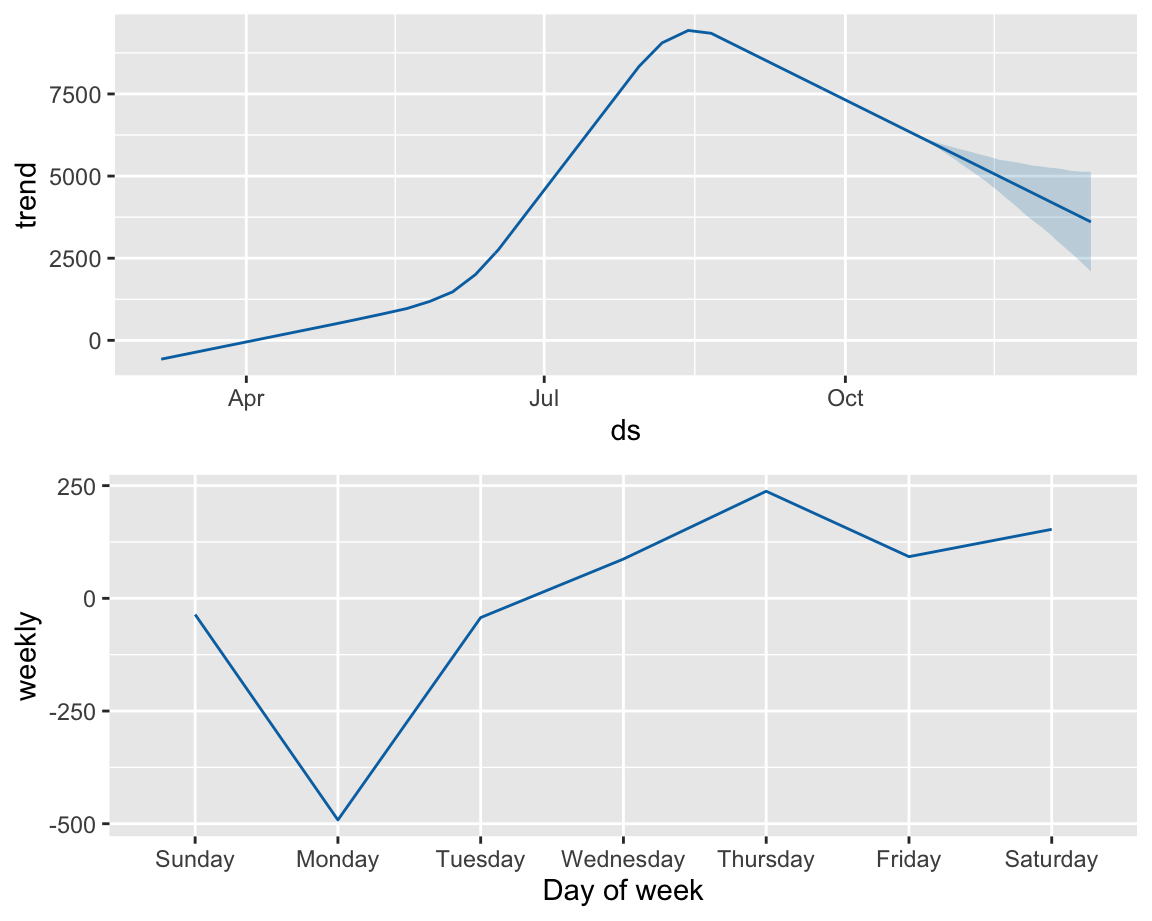 7500
5000
2500
0
trend
Apr Jul Oct
ds
250
0
-250
-500
weekly
Sunday Monday Tuesday Wednesday Thursday Friday Saturday
Day of week